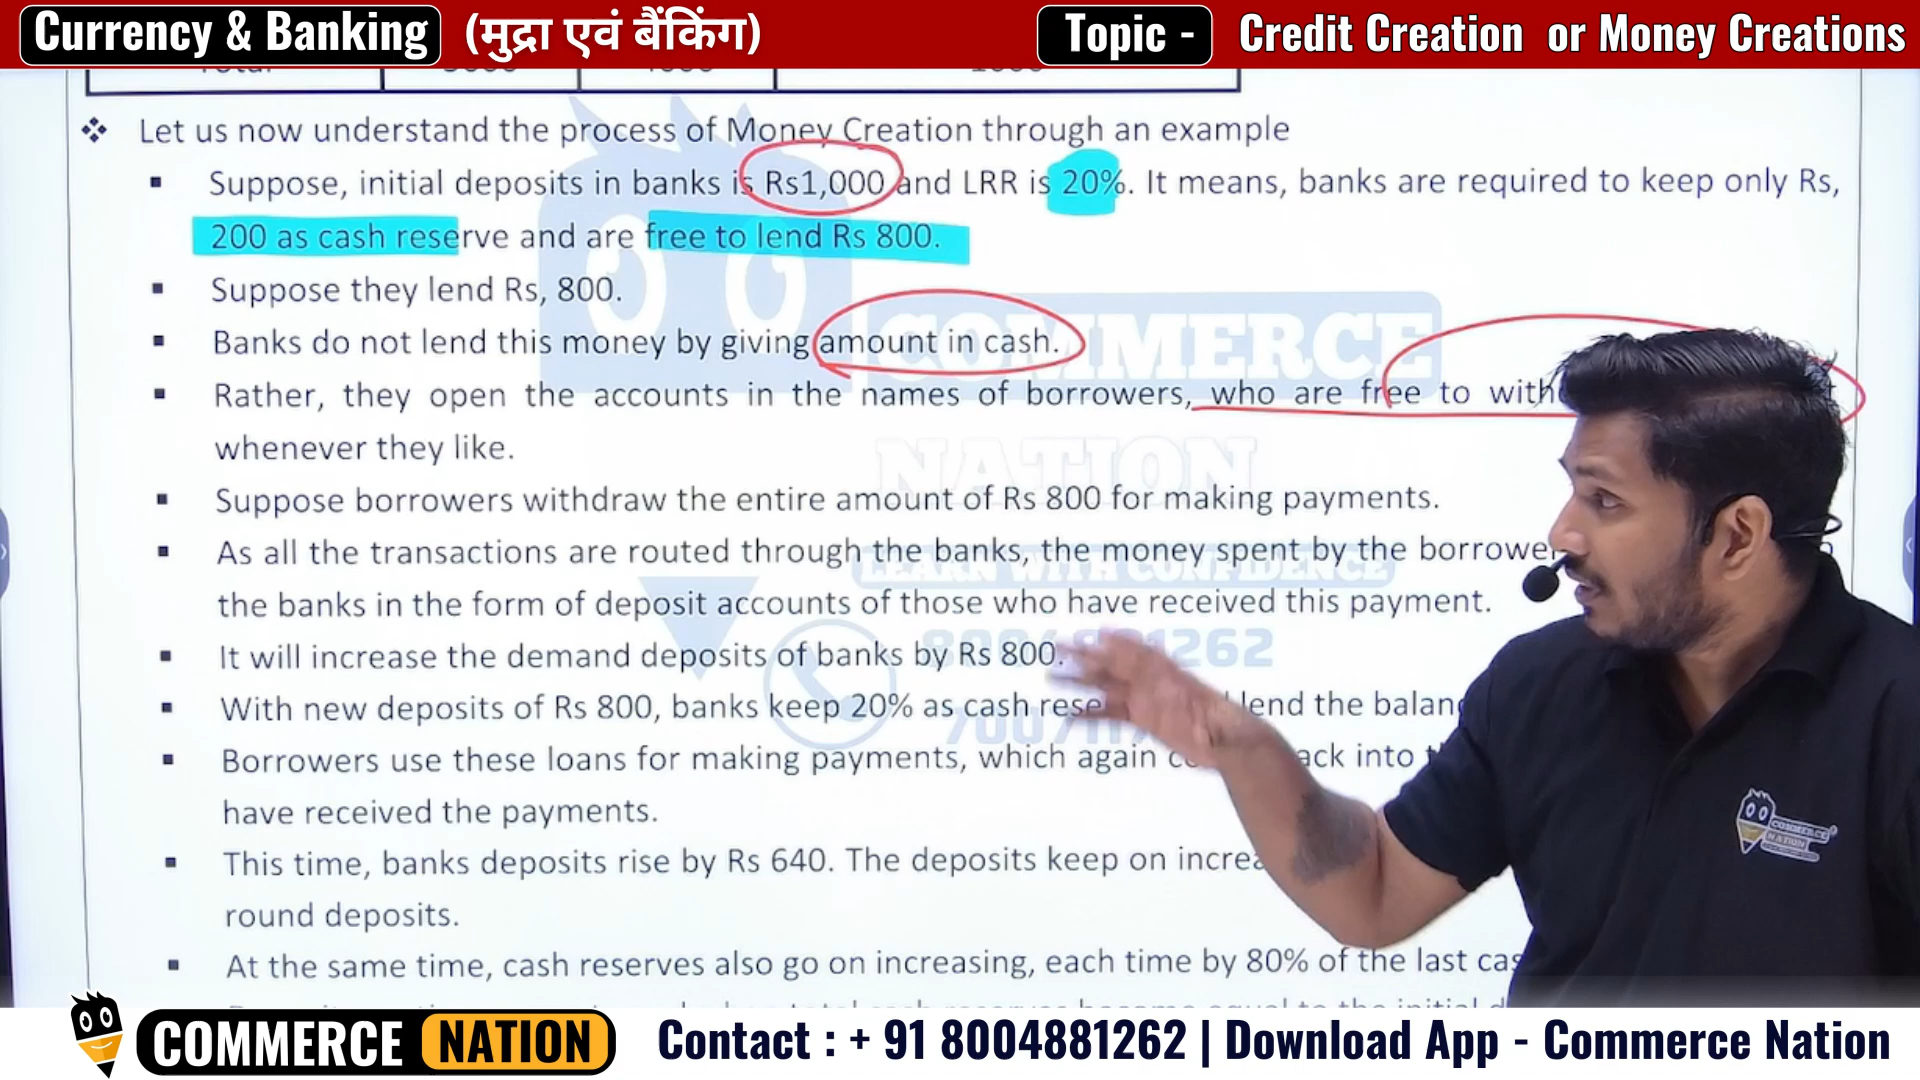 Currency & Banking (मुद्रा एवं बैंकिंग) Topic - Credit Creation or Money Creations
Total 5000 4000 1000
Let us now understand the process of Money Creation through an example
Suppose, initial deposits in banks is Rs1,000 and LRR is 20%. It means, banks are required to keep only Rs,
200 as cash reserve and are free to lend Rs 800.
Suppose they lend Rs, 800.
Banks do not lend this money by giving amount in cash.
Rather, they open the accounts in the names of borrowers, who are free to
whenever they like.
Suppose borrowers withdraw the entire amount of Rs 800 for making payments.
As all the transactions are routed through the banks, the money spent by the
the banks in the form of deposit accounts of those who have received this payment.
It will increase the demand deposits of banks by Rs 800.
With new deposits of Rs 800, banks keep 20% as cash lend the
Borrowers use these loans for making payments, which again into
have received the payments.
This time, banks deposits rise by Rs 640. The deposits keep on
round deposits.
At the same time, cash reserves also go on increasing, each time by 80% of the last
COMMERCE
NATION
LEARN WITH CONFIDENCE
COMMERCE
NATION
COMMERCE NATION Contact : + 91 8004881262 | Download App - Commerce Nation